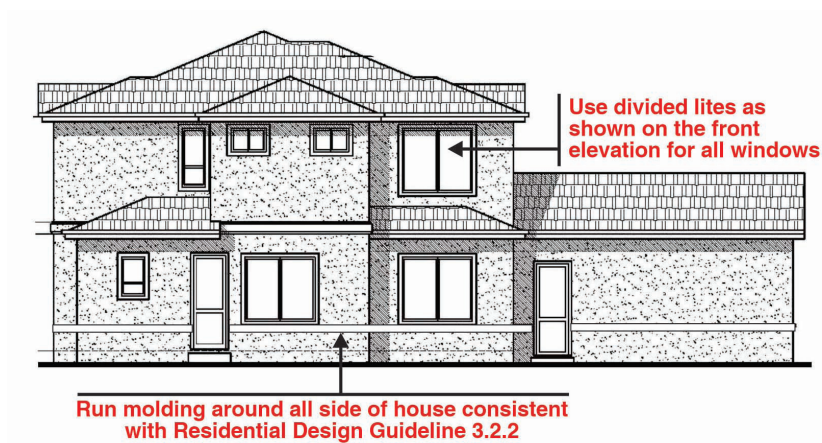 Use divided lites as
shown on the front
elevation for all windows
Run molding around all side of house consistent
with Residential Design Guideline 3.2.2